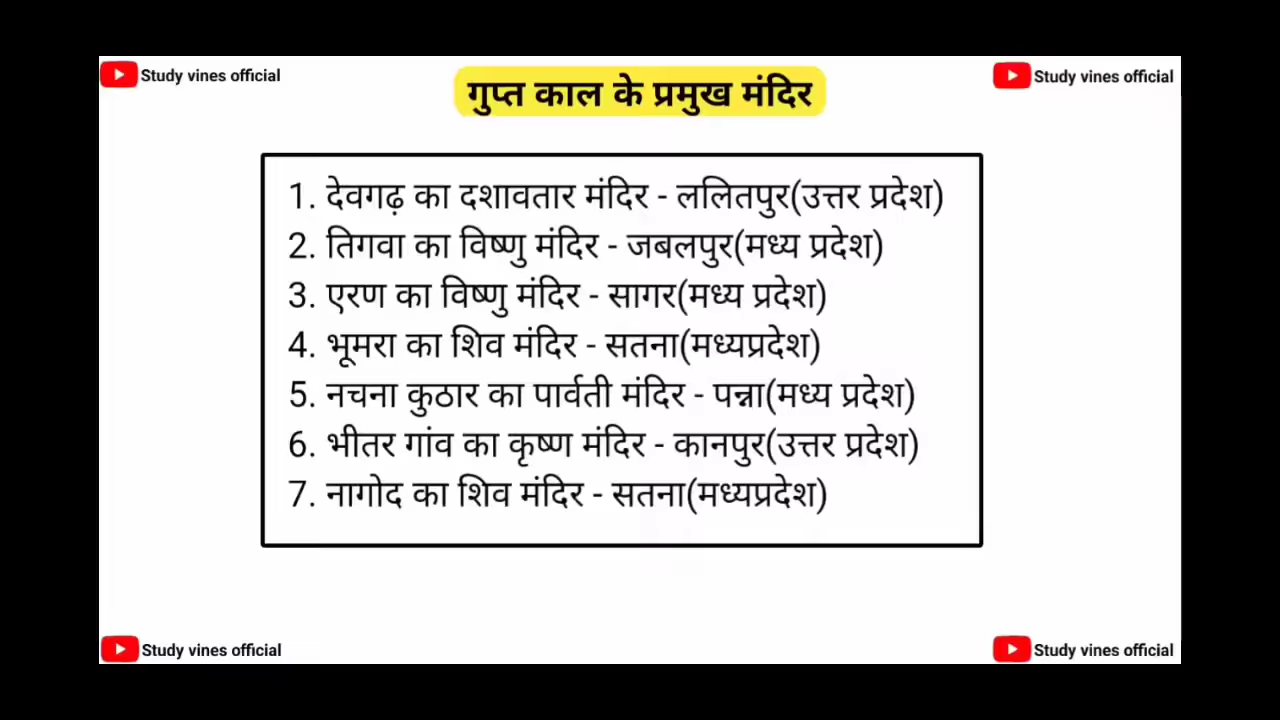 Study vines official
Study vines official
गुप्त काल के प्रमुख मंदिर
1. देवगढ़ का दशावतार मंदिर - ललितपुर(उत्तर प्रदेश)
2. तिगवा का विष्णु मंदिर - जबलपुर(मध्य प्रदेश)
3. एरण का विष्णु मंदिर - सागर(मध्य प्रदेश)
4. भूमरा का शिव मंदिर - सतना(मध्यप्रदेश)
5. नचना कुठार का पार्वती मंदिर - पन्ना(मध्य प्रदेश)
6. भीतर गांव का कृष्ण मंदिर - कानपुर(उत्तर प्रदेश)
7. नागोद का शिव मंदिर - सतना(मध्यप्रदेश)
Study vines official
Study vines official